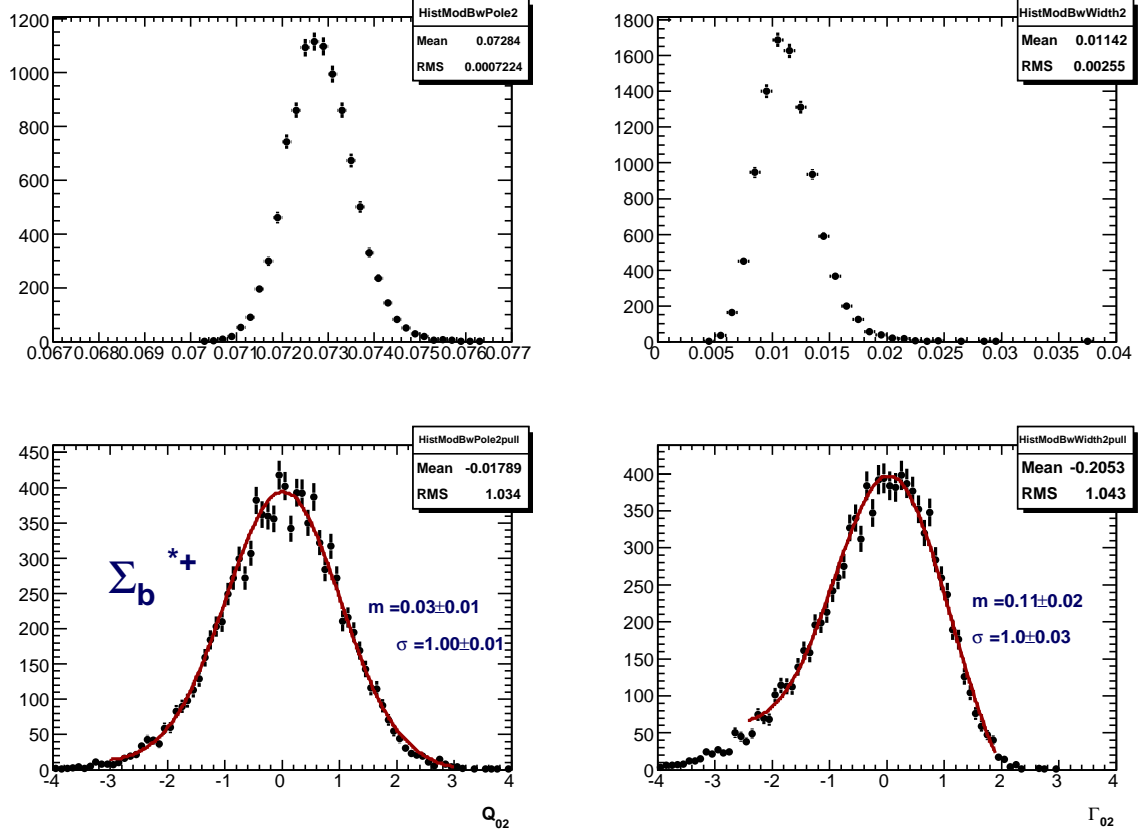 HistModBwPole2
Mean 0.07284
RMS 0.0007224
1200
1000
800
600
400
200
0
0.067 0.068 0.069 0.07 0.071 0.072 0.073 0.074 0.075 0.076 0.077
HistModBwWidth2
Mean 0.01142
RMS 0.00255
1800
1600
1400
1200
1000
800
600
400
200
0
0 0.005 0.01 0.015 0.02 0.025 0.03 0.035 0.04
HistModBwPole2pull
Mean -0.01789
RMS 1.034
450
400
350
300
250
200
150
100
50
0
Σb*+
m =0.03±0.01
σ =1.00±0.01
-4 -3 -2 -1 0 1 2 3 4
Q02
HistModBwWidth2pull
Mean -0.2053
RMS 1.043
450
400
350
300
250
200
150
100
50
0
m =0.11±0.02
σ =1.0±0.03
-4 -3 -2 -1 0 1 2 3 4
Γ02